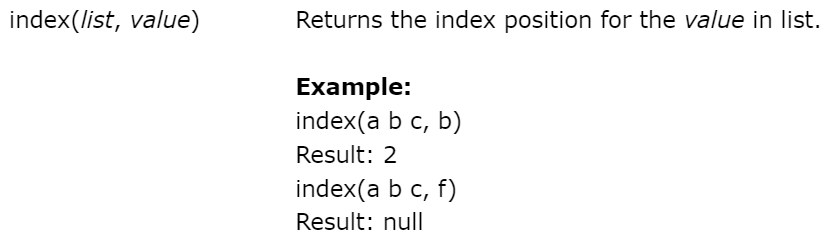 index(list, value) Returns the index position for the value in list.
Example:
index(a b c, b)
Result: 2
index(a b c, f)
Result: null